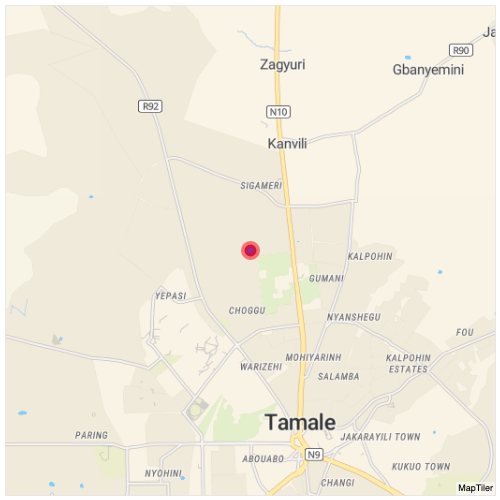 Ja
R90
Zagyuri
Gbanyemini
R92
N10
Kanvili
SIGAMERI
KALPOHIN
GUMANI
YEPASI
CHOGGU
NYANSHEGU
FOU
MOHIYARINH
KALPOHIN
ESTATES
WARIZEHI
SALAMBA
Tamale
PARING
JAKARAYILI TOWN
N9
ABOUABO
KUKUO TOWN
NYOHINI
CHANGI
MapTiler